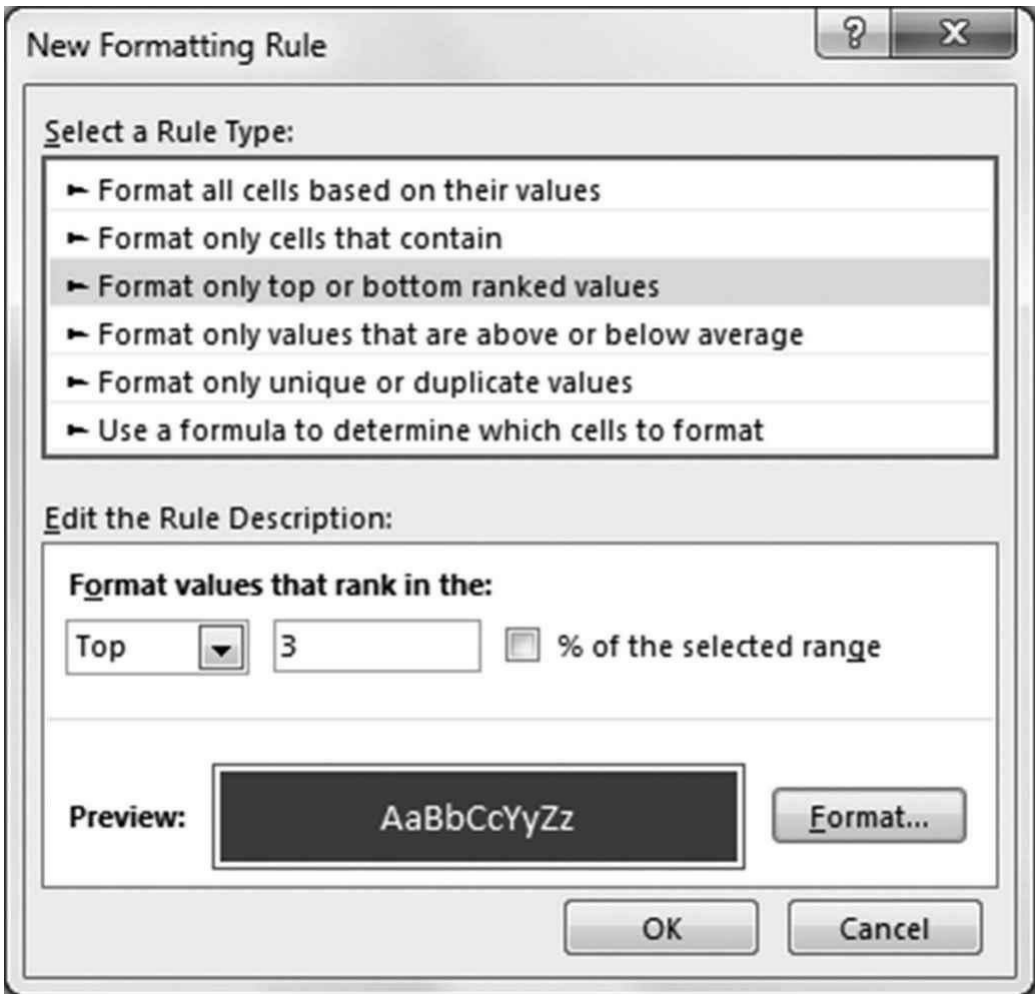 New Formatting Rule
?
X
Select a Rule Type:
► Format all cells based on their values
► Format only cells that contain
► Format only top or bottom ranked values
► Format only values that are above or below average
► Format only unique or duplicate values
► Use a formula to determine which cells to format
Edit the Rule Description:
Format values that rank in the:
Top 3 % of the selected range
Preview: AaBbCcYyZz Format...
OK Cancel